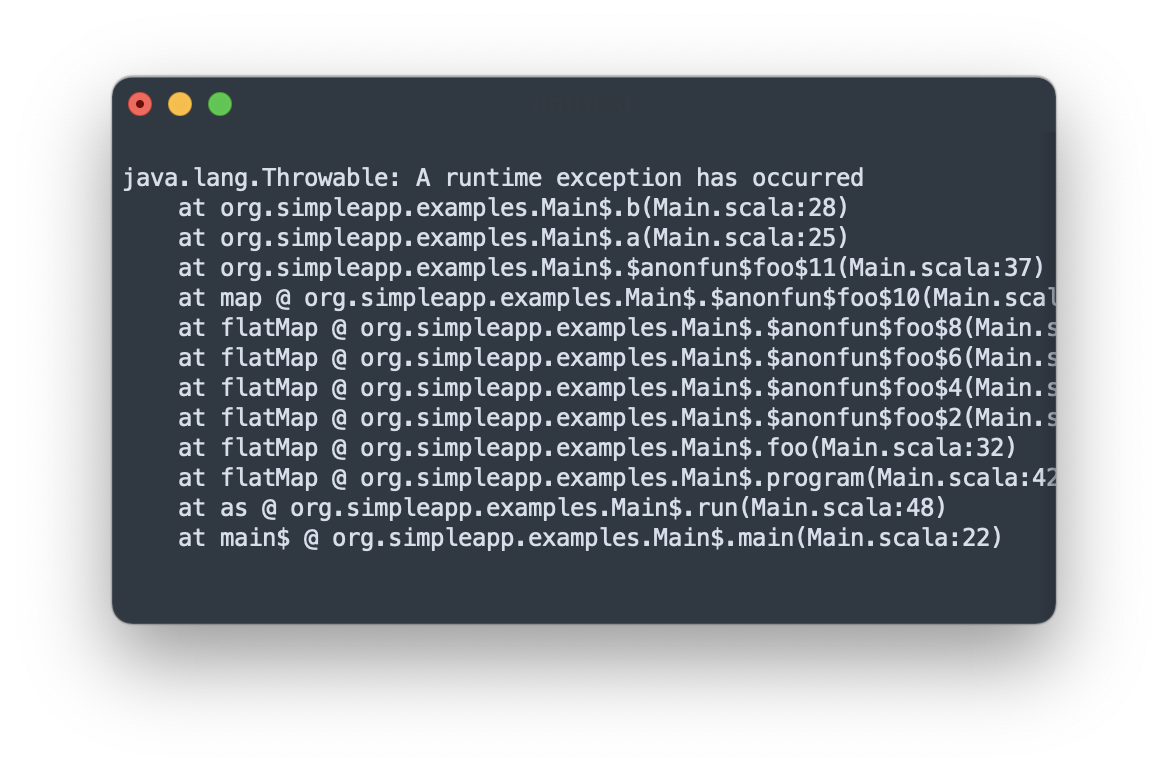 java.lang.Throwable: A runtime exception has occurred
at org.simpleapp.examples.Main$.b(Main.scala:28)
at org.simpleapp.examples.Main$.a(Main.scala:25)
at org.simpleapp.examples.Main$.$anonfun$foo$11(Main.scala:37)
at map @ org.simpleapp.examples.Main$.$anonfun$foo$10(Main.scal
at flatMap @ org.simpleapp.examples.Main$.$anonfun$foo$8(Main.s
at flatMap @ org.simpleapp.examples.Main$.$anonfun$foo$6(Main.s
at flatMap @ org.simpleapp.examples.Main$.$anonfun$foo$4(Main.s
at flatMap @ org.simpleapp.examples.Main$.$anonfun$foo$2(Main.s
at flatMap @ org.simpleapp.examples.Main$.foo(Main.scala:32)
at flatMap @ org.simpleapp.examples.Main$.program(Main.scala:42
at as @ org.simpleapp.examples.Main$.run(Main.scala:48)
at main$ @ org.simpleapp.examples.Main$.main(Main.scala:22)